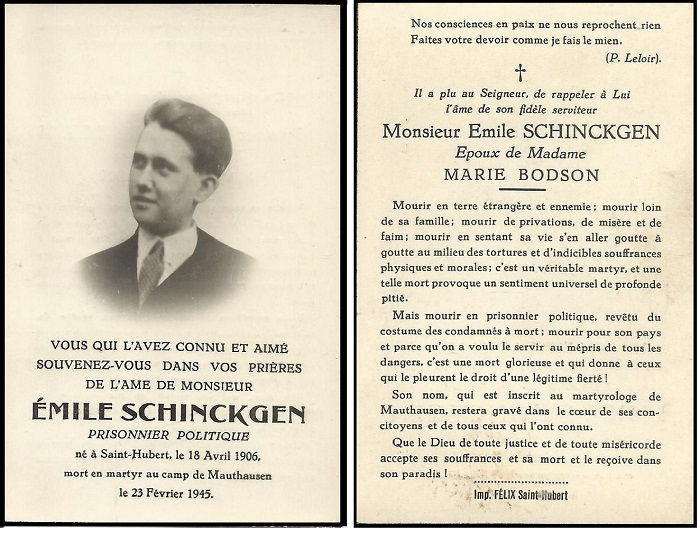 VOUS QUI L'AVEZ CONNU ET AIMÉ
SOUVENEZ-VOUS DANS VOS PRIÈRES
DE L'AME DE MONSIEUR
ÉMILE SCHINCKGEN
PRISONNIER POLITIQUE
né à Saint-Hubert, le 18 Avril 1906,
mort en martyr au camp de Mauthausen
le 23 Février 1945.
Nos consciences en paix ne nous reprochent rien
Faites votre devoir comme je fais le mien.
(P. Leloir).
Il a plu au Seigneur, de rappeler à Lui
l'âme de son fidèle serviteur
Monsieur Emile SCHINCKGEN
Epoux de Madame
MARIE BODSON
Mourir en terre étrangère et ennemie; mourir loin
de sa famille; mourir de privations, de misère et de
faim; mourir en sentant sa vie s'en aller goutte à
goutte au milieu des tortures et d'indicibles souffrances
physiques et morales; c'est un véritable martyr, et une
telle mort provoque un sentiment universel de profonde
pitié.
Mais mourir en prisonnier politique, revêtu du
costume des condamnés à mort; mourir pour son pays
et parce qu'on a voulu le servir au mépris de tous les
dangers, c'est une mort glorieuse et qui donne à ceux
qui le pleurent le droit d'une légitime fierté!
Son nom, qui est inscrit au martyrologe de
Mauthausen, restera gravé dans le cœur de ses con-
citoyens et de tous ceux qui l'ont connu.
Que le Dieu de toute justice et de toute miséricorde
accepte ses souffrances et sa mort et le reçoive dans
son paradis!
Imp. FÉLIX Saint-Hubert